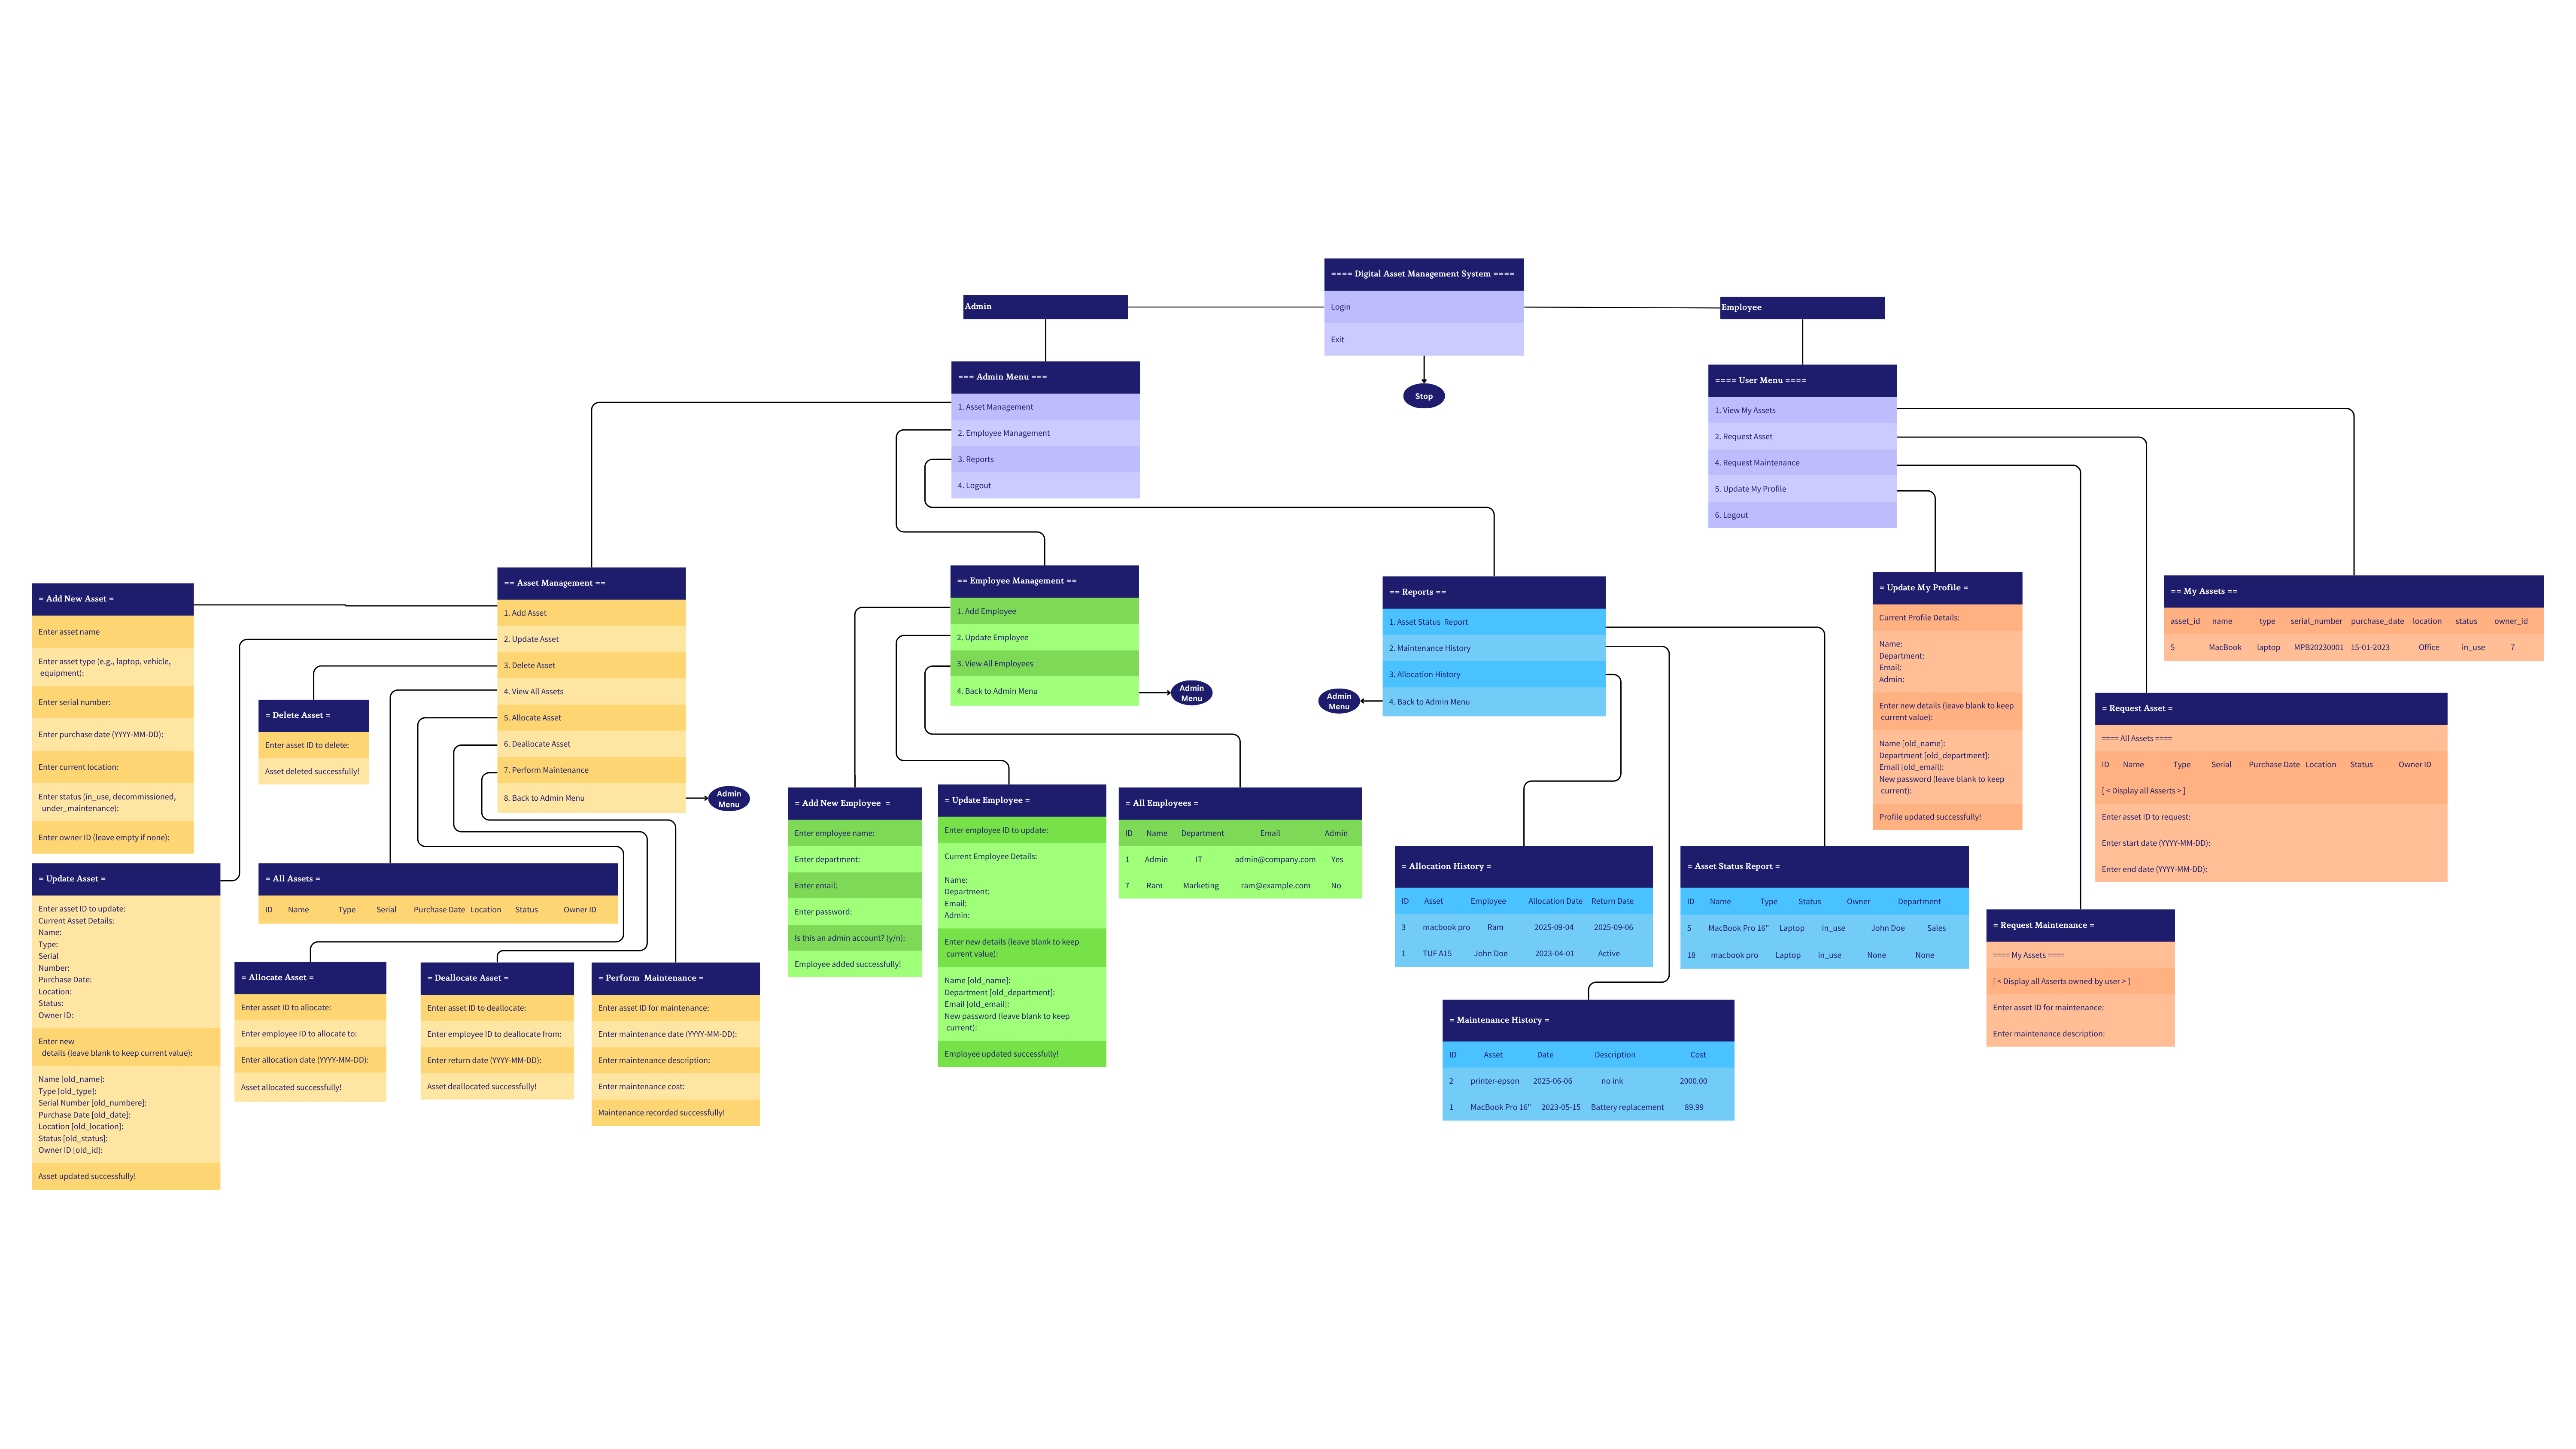 ==== Digital Asset Management System ====
Login
Exit
Stop
Admin
Employee
=== Admin Menu ===
1. Asset Management
2. Employee Management
3. Reports
4. Logout
==== User Menu ====
1. View My Assets
2. Request Asset
4. Request Maintenance
5. Update My Profile
6. Logout
== Asset Management ==
1. Add Asset
2. Update Asset
3. Delete Asset
4. View All Assets
5. Allocate Asset
6. Deallocate Asset
7. Perform Maintenance
8. Back to Admin Menu
Admin
Menu
= Add New Asset =
Enter asset name
Enter asset type (e.g., laptop, vehicle,
equipment):
Enter serial number:
Enter purchase date (YYYY-MM-DD):
Enter current location:
Enter status (in_use, decommissioned,
under_maintenance):
Enter owner ID (leave empty if none):
= Update Asset =
Enter asset ID to update:
Current Asset Details:
Name:
Type:
Serial
Number:
Purchase Date:
Location:
Status:
Owner ID:
Enter new
details (leave blank to keep current value):
Name [old_name]:
Type [old_type]:
Serial Number [old_numbere]:
Purchase Date [old_date]:
Location [old_location]:
Status [old_status]:
Owner ID [old_id]:
Asset updated successfully!
= Delete Asset =
Enter asset ID to delete:
Asset deleted successfully!
= All Assets =
ID Name Type Serial Purchase Date Location Status Owner ID
= Allocate Asset =
Enter asset ID to allocate:
Enter employee ID to allocate to:
Enter allocation date (YYYY-MM-DD):
Asset allocated successfully!
= Deallocate Asset =
Enter asset ID to deallocate:
Enter employee ID to deallocate from:
Enter return date (YYYY-MM-DD):
Asset deallocated successfully!
= Perform Maintenance =
Enter asset ID for maintenance:
Enter maintenance date (YYYY-MM-DD):
Enter maintenance description:
Enter maintenance cost:
Maintenance recorded successfully!
== Employee Management ==
1. Add Employee
2. Update Employee
3. View All Employees
4. Back to Admin Menu
Admin
Menu
= Add New Employee =
Enter employee name:
Enter department:
Enter email:
Enter password:
Is this an admin account? (y/n):
Employee added successfully!
= Update Employee =
Enter employee ID to update:
Current Employee Details:
Name:
Department:
Email:
Admin:
Enter new details (leave blank to keep
current value):
Name [old_name]:
Department [old_department]:
Email [old_email]:
New password (leave blank to keep
current):
Employee updated successfully!
= All Employees =
ID Name Department Email Admin
1 Admin IT admin@company.com Yes
7 Ram Marketing ram@example.com No
== Reports ==
1. Asset Status Report
2. Maintenance History
3. Allocation History
4. Back to Admin Menu
Admin
Menu
= Allocation History =
ID Asset Employee Allocation Date Return Date
3 macbook pro Ram 2025-09-04 2025-09-06
1 TUF A15 John Doe 2023-04-01 Active
= Asset Status Report =
ID Name Type Status Owner Department
5 MacBook Pro 16" Laptop in_use John Doe Sales
18 macbook pro Laptop in_use None None
= Maintenance History =
ID Asset Date Description Cost
2 printer-epson 2025-06-06 no ink 2000.00
1 MacBook Pro 16" 2023-05-15 Battery replacement 89.99
= Update My Profile =
Current Profile Details:
Name:
Department:
Email:
Admin:
Enter new details (leave blank to keep
current value):
Name [old_name]:
Department [old_department]:
Email [old_email]:
New password (leave blank to keep
current):
Profile updated successfully!
== My Assets ==
asset_id name type serial_number purchase_date location status owner_id
5 MacBook laptop MPB20230001 15-01-2023 Office in_use 7
= Request Asset =
==== All Assets ====
ID Name Type Serial Purchase Date Location Status Owner ID
[ < Display all Asserts > ]
Enter asset ID to request:
Enter start date (YYYY-MM-DD):
Enter end date (YYYY-MM-DD):
= Request Maintenance =
==== My Assets ====
[ < Display all Asserts owned by user > ]
Enter asset ID for maintenance:
Enter maintenance description: